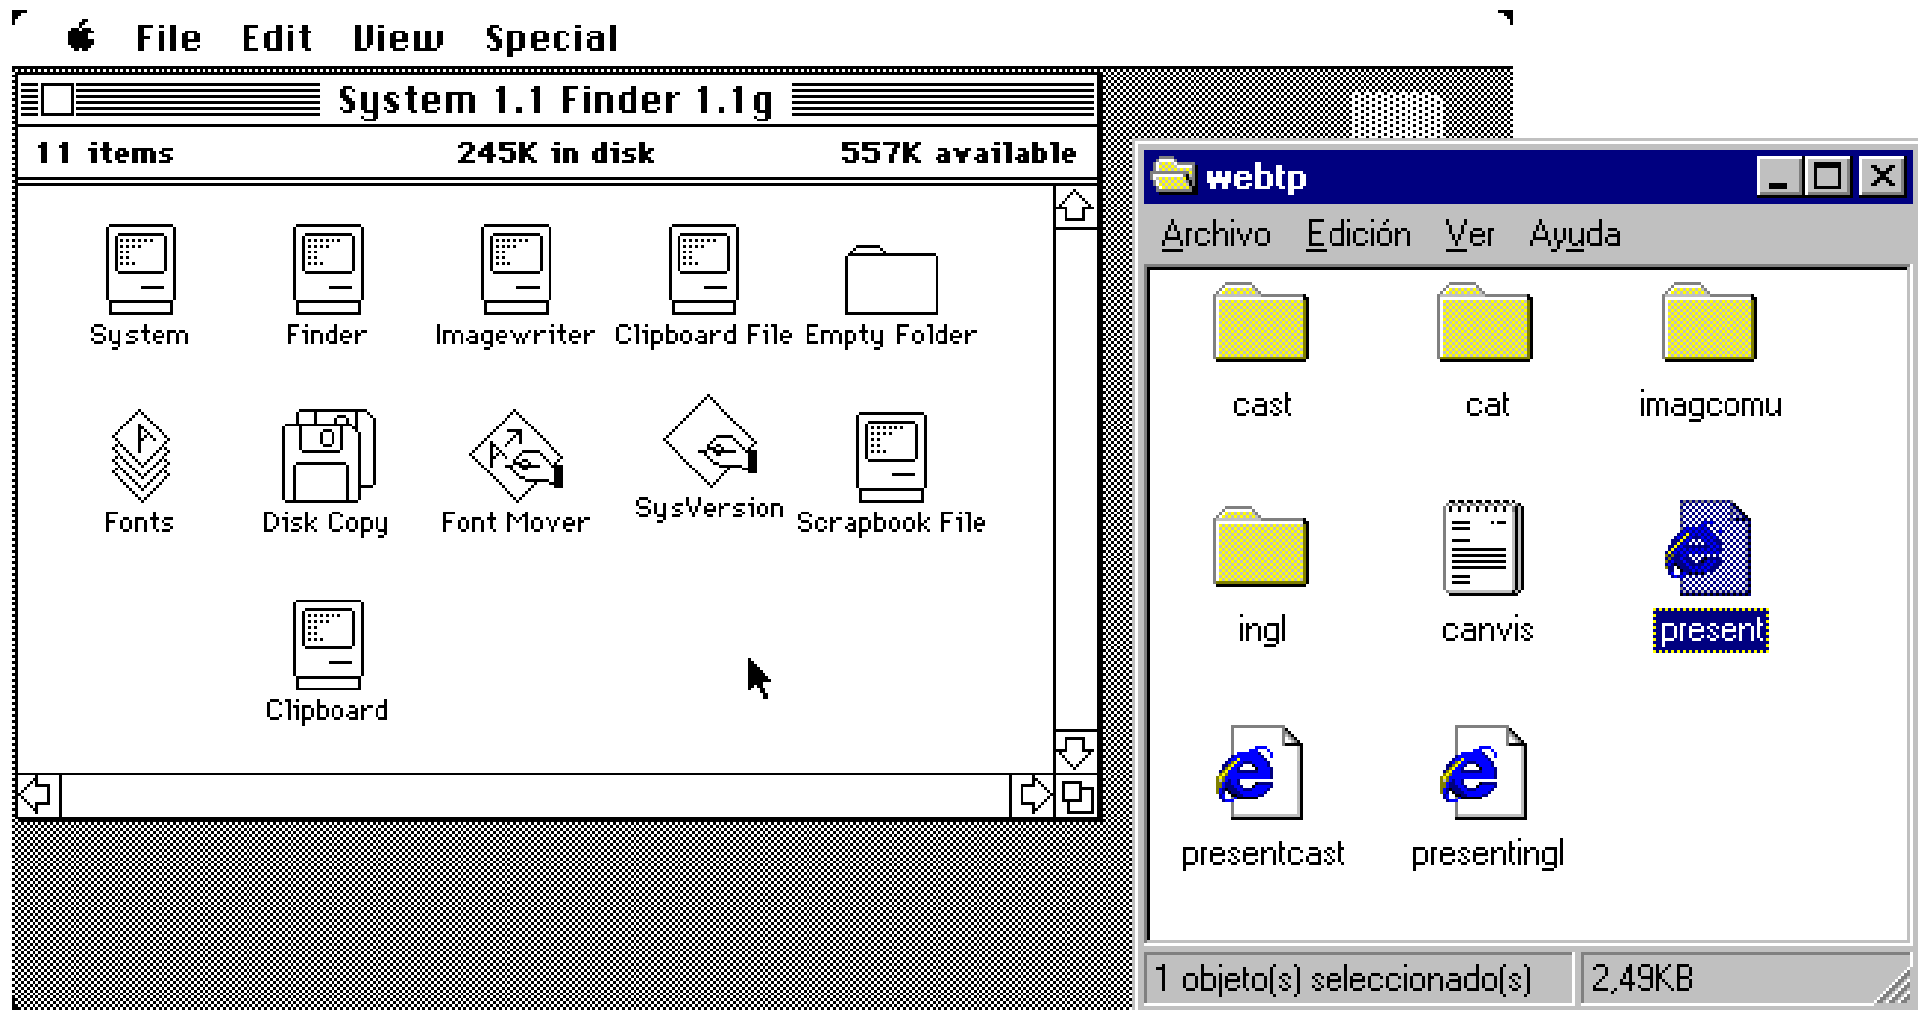 File Edit View Special
System 1.1 Finder 1.1g
11 items 245K in disk 557K available
System Finder Imagewriter Clipboard File Empty Folder
Fonts Disk Copy Font Mover SysVersion Scrapbook File
Clipboard
webtp
Archivo Edición Ver Ayuda
cast cat imagcomu
ingl canvis present
presentcast presentingl
1 objeto(s) seleccionado(s) 2,49KB